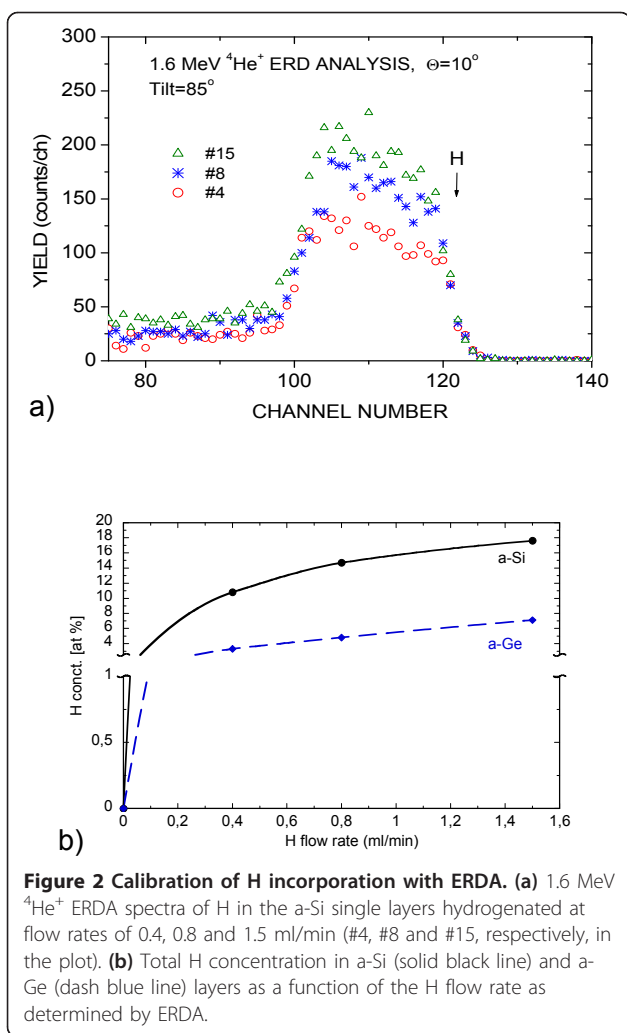 300
250
200
150
100
50
0
YIELD (counts/ch)
1.6 MeV ⁴He⁺ ERD ANALYSIS, Θ=10°
Tilt=85°
#15
#8
#4
H
80 100 120 140
CHANNEL NUMBER
a)
20
18
16
14
12
10
8
6
4
1
0,5
0
H conct. [at %]
a-Si
a-Ge
0 0,2 0,4 0,6 0,8 1 1,2 1,4 1,6
H flow rate (ml/min)
b)
Figure 2 Calibration of H incorporation with ERDA. (a) 1.6 MeV
⁴He⁺ ERDA spectra of H in the a-Si single layers hydrogenated at
flow rates of 0.4, 0.8 and 1.5 ml/min (#4, #8 and #15, respectively, in
the plot). (b) Total H concentration in a-Si (solid black line) and a-
Ge (dash blue line) layers as a function of the H flow rate as
determined by ERDA.